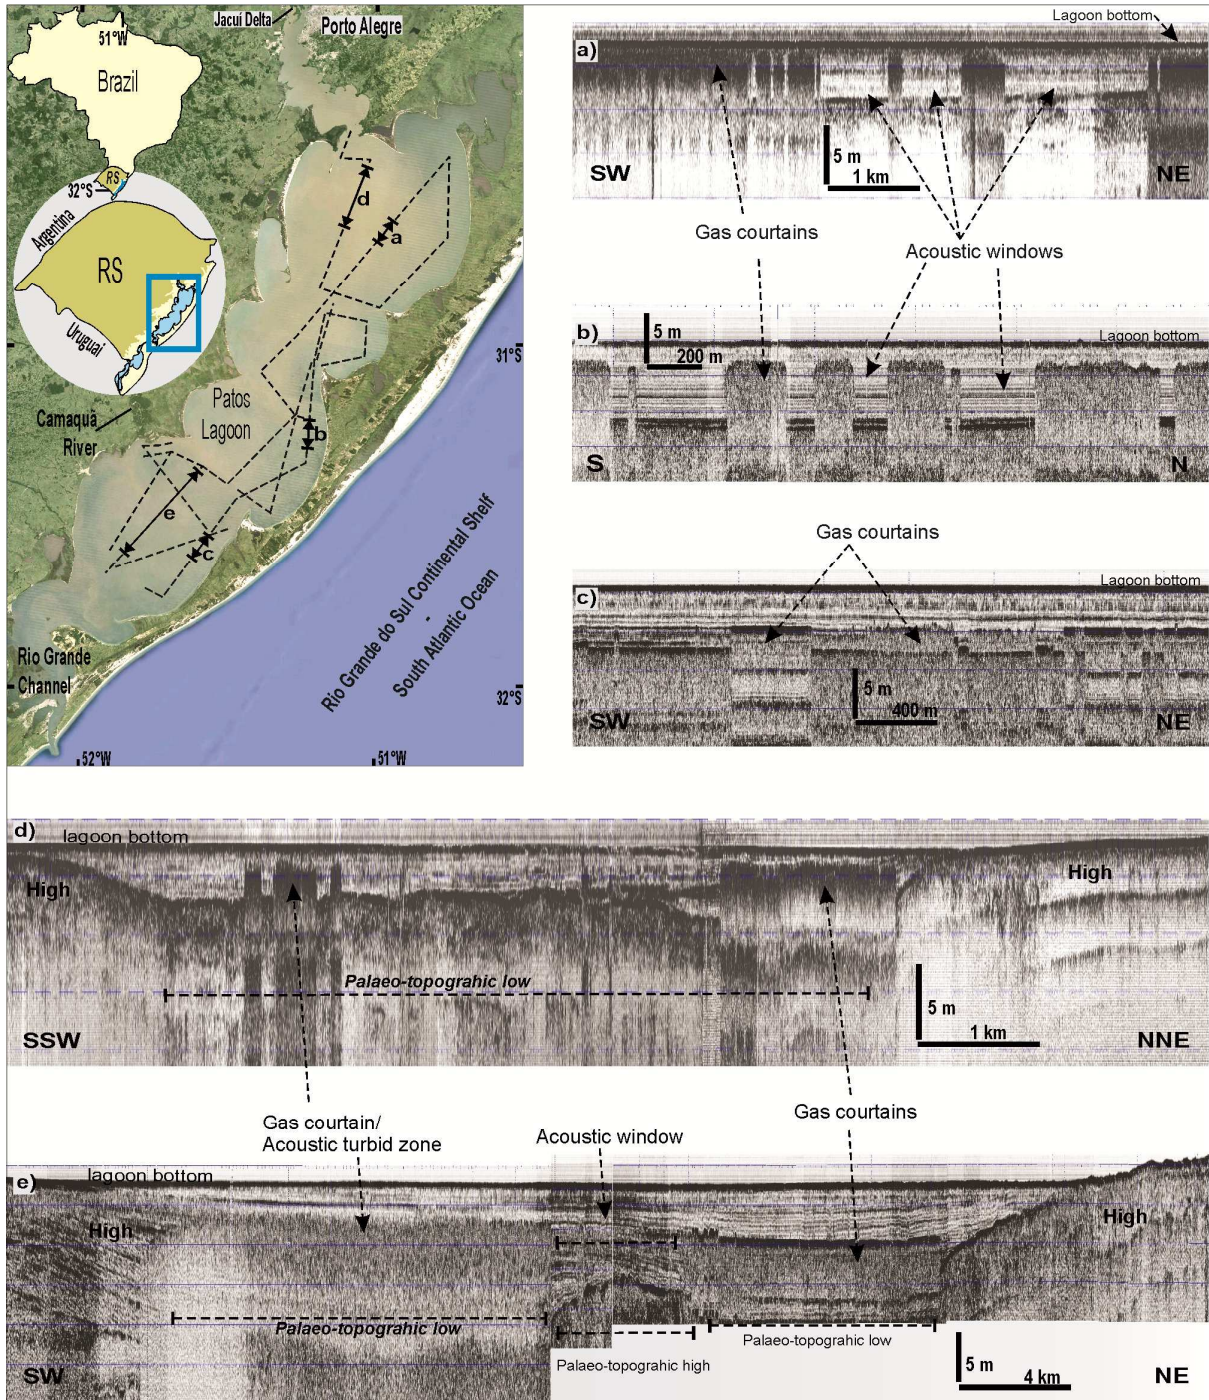 Jacuí Delta
Porto Alegre
51°W
Brazil
RS
32°S
Argentina
RS
Uruguai
d
a
31°S
Camaquã
River
Patos
Lagoon
b
e
c
Rio Grande do Sul Continental Shelf
-
South Atlantic Ocean
Rio Grande
Channel
32°S
52°W
51°W
Lagoon bottom
a)
5 m
1 km
SW
NE
Gas courtains
Acoustic windows
b)
5 m
200 m
Lagoon bottom
S
N
Gas courtains
c)
Lagoon bottom
5 m
400 m
SW
NE
d)
lagoon bottom
High
High
Palaeo-topograhic low
5 m
1 km
SSW
NNE
Gas courtain/
Acoustic turbid zone
Acoustic window
Gas courtains
e)
lagoon bottom
High
High
Palaeo-topograhic low
Palaeo-topograhic high
Palaeo-topograhic low
5 m
4 km
SW
NE